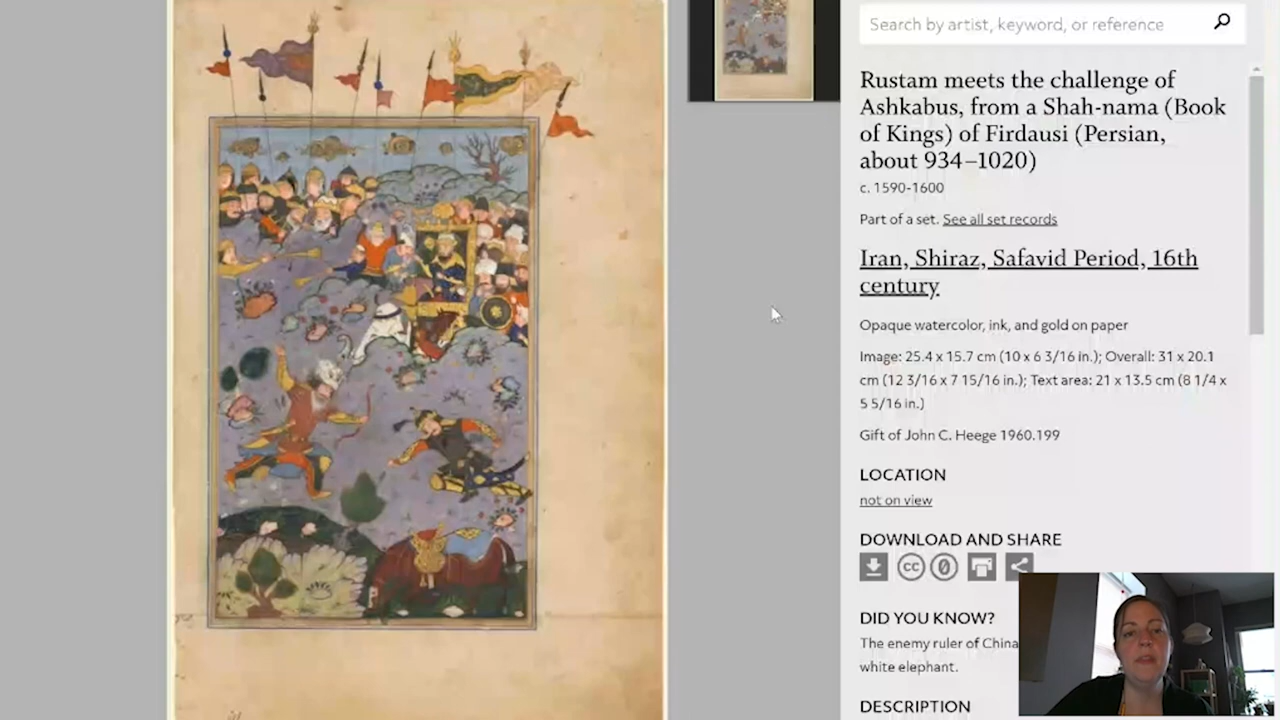 Search by artist, keyword, or reference
Rustam meets the challenge of
Ashkabus, from a Shah-nama (Book
of Kings) of Firdausi (Persian,
about 934–1020)
c. 1590-1600
Part of a set. See all set records
Iran, Shiraz, Safavid Period, 16th
century
Opaque watercolor, ink, and gold on paper
Image: 25.4 x 15.7 cm (10 x 6 3/16 in.); Overall: 31 x 20.1
cm (12 3/16 x 7 15/16 in.); Text area: 21 x 13.5 cm (8 1/4 x
5 5/16 in.)
Gift of John C. Heege 1960.199
LOCATION
not on view
DOWNLOAD AND SHARE
cc
0
DID YOU KNOW?
The enemy ruler of China
white elephant.
DESCRIPTION